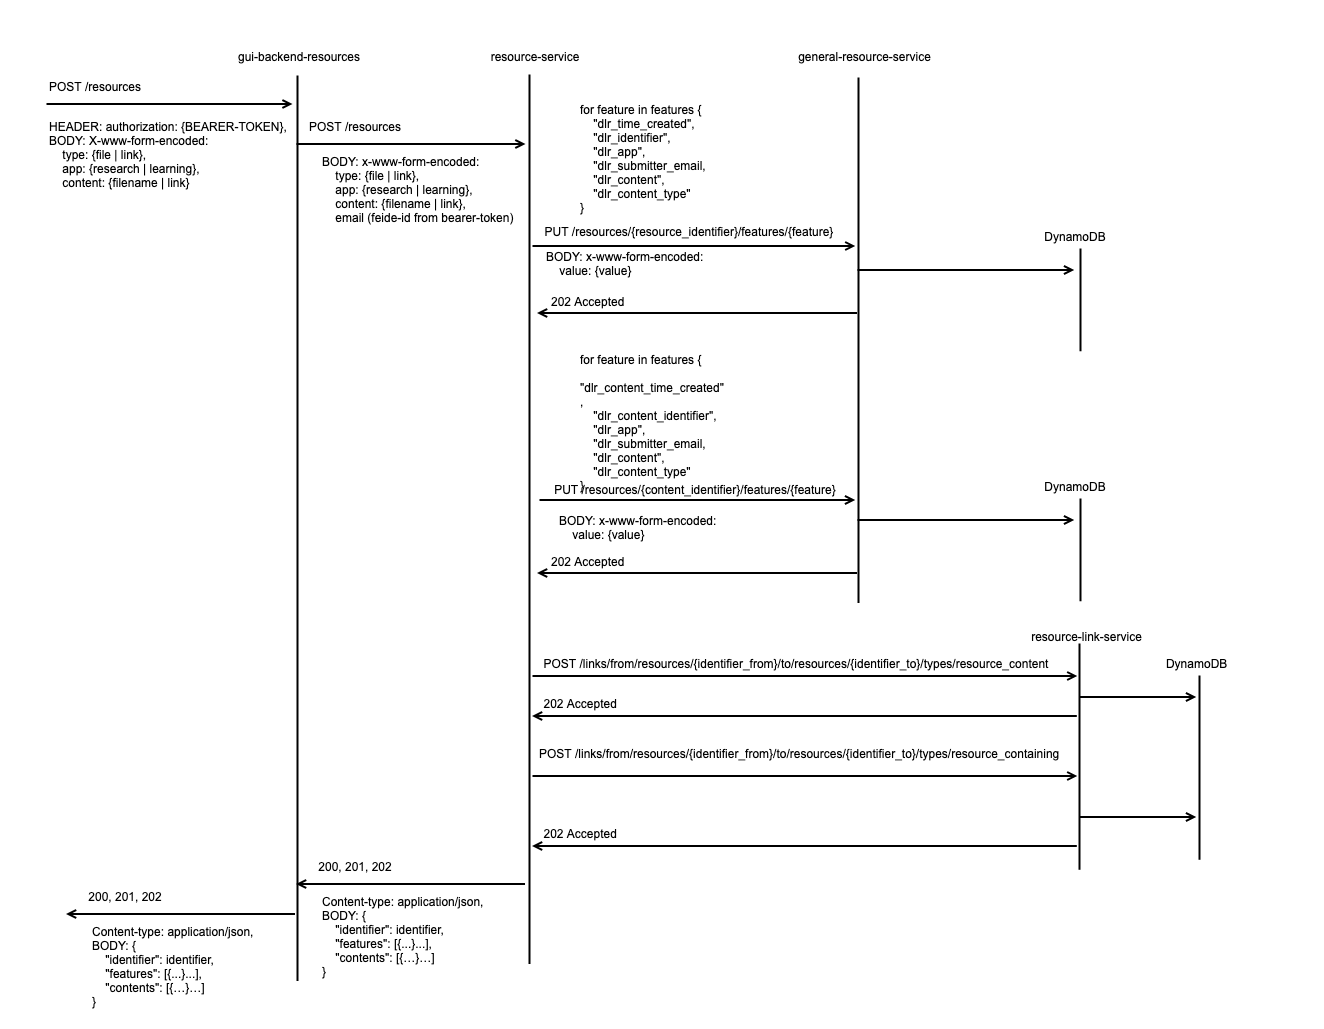 gui-backend-resources
resource-service
general-resource-service
POST /resources
HEADER: authorization: {BEARER-TOKEN},
BODY: X-www-form-encoded:
type: {file | link},
app: {research | learning},
content: {filename | link}
POST /resources
BODY: x-www-form-encoded:
type: {file | link},
app: {research | learning},
content: {filename | link},
email (feide-id from bearer-token)
for feature in features {
"dlr_time_created",
"dlr_identifier",
"dlr_app",
"dlr_submitter_email,
"dlr_content",
"dlr_content_type"
}
PUT /resources/{resource_identifier}/features/{feature}
BODY: x-www-form-encoded:
value: {value}
DynamoDB
202 Accepted
for feature in features {
"dlr_content_time_created"
,
"dlr_content_identifier",
"dlr_app",
"dlr_submitter_email,
"dlr_content",
"dlr_content_type"
}
PUT /resources/{content_identifier}/features/{feature}
BODY: x-www-form-encoded:
value: {value}
DynamoDB
202 Accepted
resource-link-service
DynamoDB
POST /links/from/resources/{identifier_from}/to/resources/{identifier_to}/types/resource_content
202 Accepted
POST /links/from/resources/{identifier_from}/to/resources/{identifier_to}/types/resource_containing
202 Accepted
200, 201, 202
Content-type: application/json,
BODY: {
"identifier": identifier,
"features": [{...}...],
"contents": [{…}…]
}
200, 201, 202
Content-type: application/json,
BODY: {
"identifier": identifier,
"features": [{...}...],
"contents": [{…}…]
}